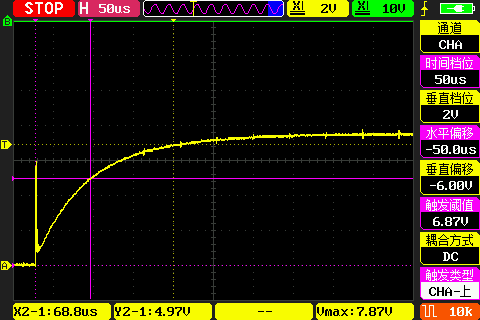 STOP
H 50us
X1 2V
X1 10V
通道
CHA
时间档位
50us
垂直档位
2V
水平偏移
-50.0us
垂直偏移
-6.00V
触发阈值
6.87V
耦合方式
DC
触发类型
CHA-上
B
T
A
X2-1:68.8us
Y2-1:4.97V
--
Vmax:7.87V
10k